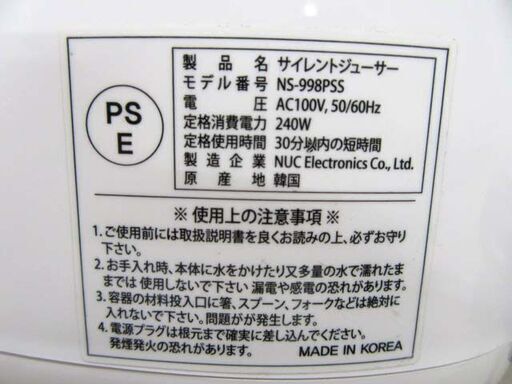 PS
E
製品名 サイレントジューサー
モデル番号 NS-998PSS
電圧 AC100V, 50/60Hz
定格消費電力 240W
定格使用時間 30分以内の短時間
製造企業 NUC Electronics Co., Ltd.
原産地 韓国
※ 使用上の注意事項 ※
1. ご使用前には取扱説明書を良くお読みの上、必ずお守り
下さい。
2. お手入れ時、本体に水をかけたり又多量の水で濡れたま
までは 使用しないで下さい 漏電や感電の恐れがあります。
3. 容器の材料投入口に箸、スプーン、フォークなどは絶対に
入れないで下さい。問題がが発生します。
4. 電源プラグは根元まで確実に差し込んでください。
発煙発火の恐れがあります。
MADE IN KOREA